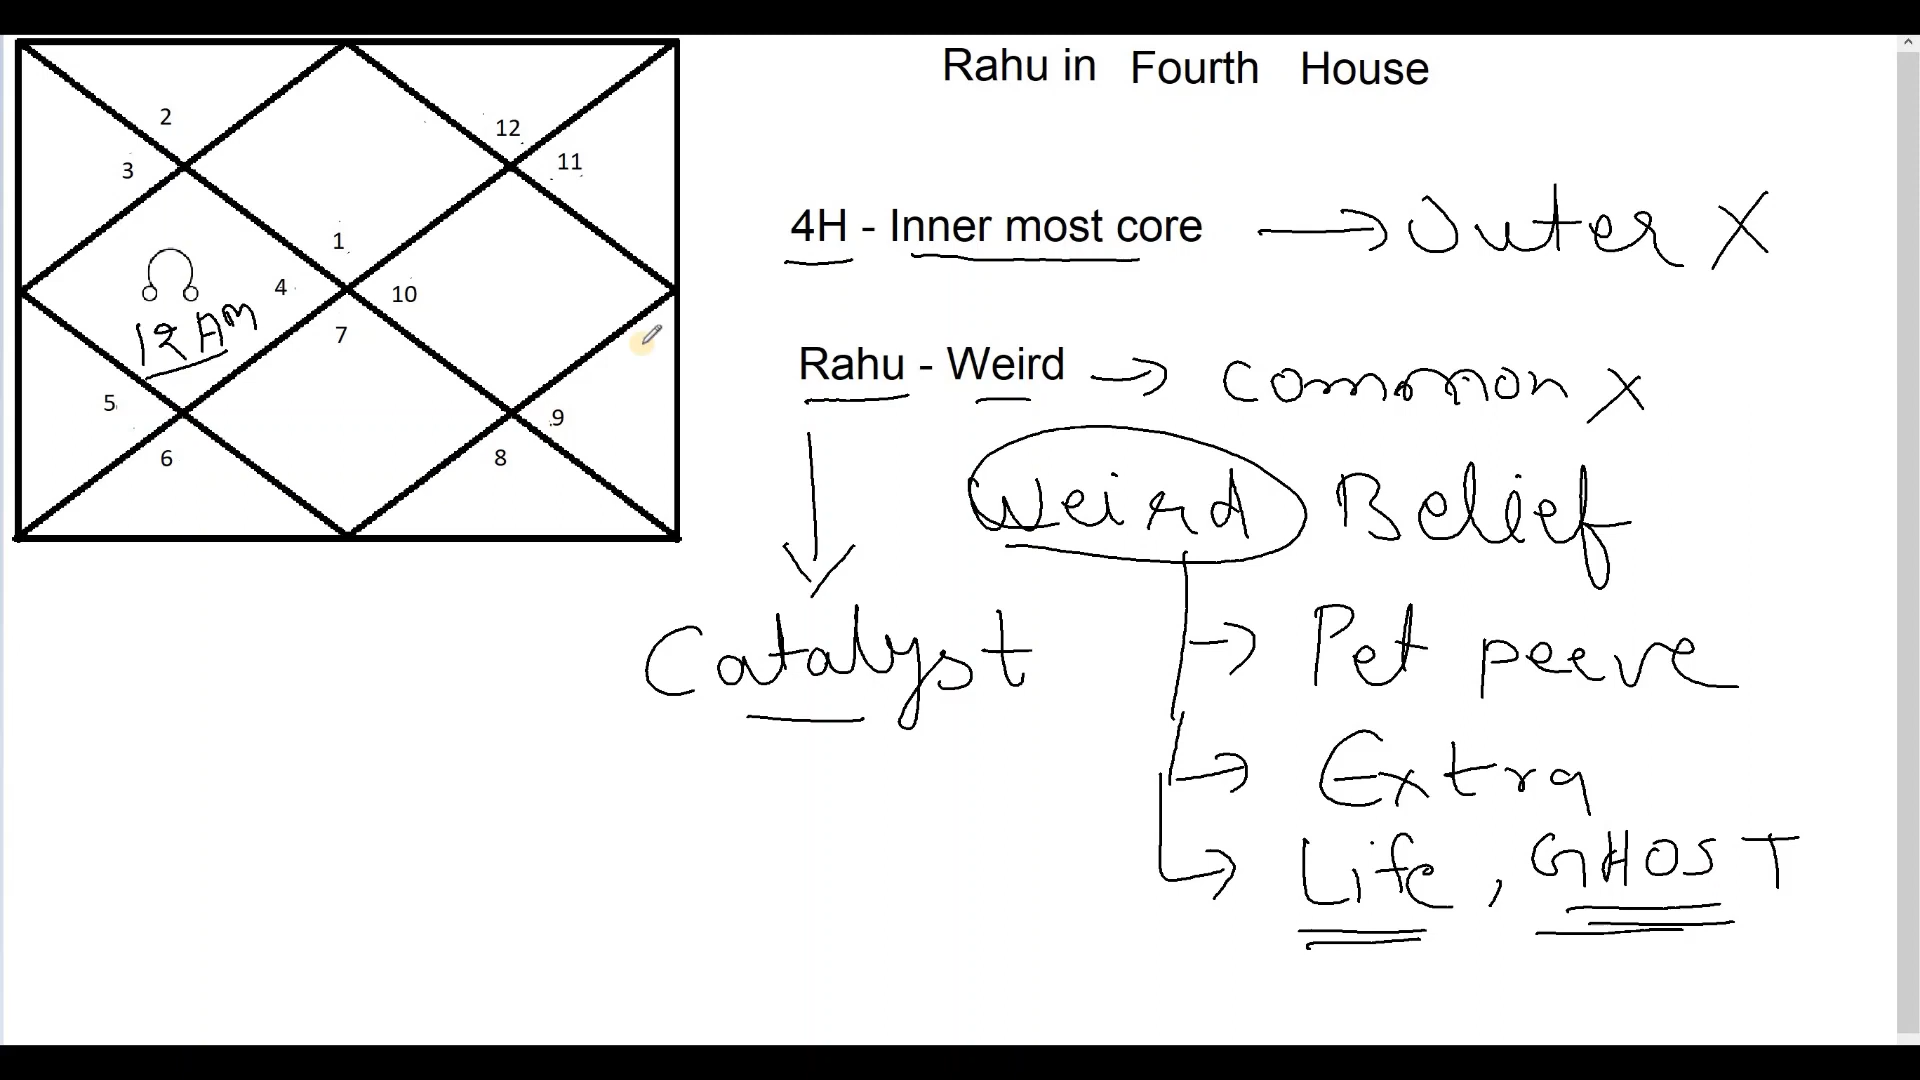 Rahu in Fourth House
2
12
3
11
4H - Inner most core → Outer X
1
4
10
12 AM
7
Rahu - Weird → Common X
5
9
6
8
Weird Belief
→ Pet peeve
Catalyst
→ Extra
→ Life, GHOST